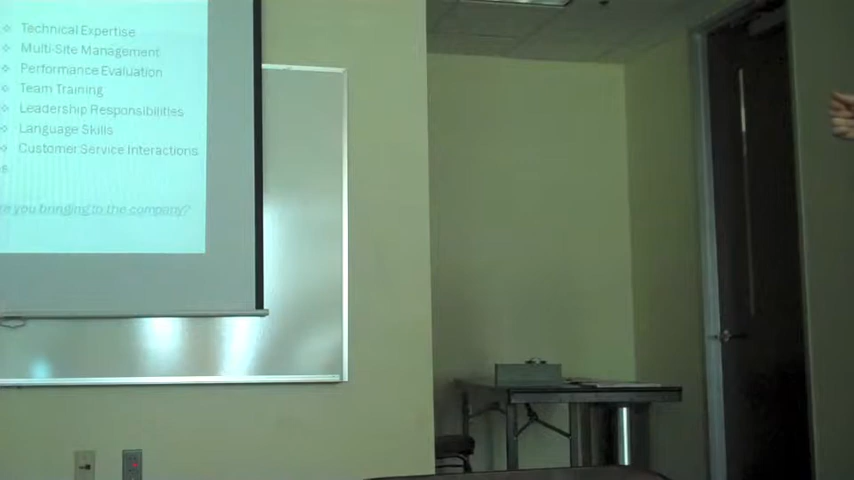 Technical Expertise
Multi-Site Management
Performance Evaluation
Team Training
Leadership Responsibilities
Language Skills
Customer Service Interactions
s
re you bringing to the company?